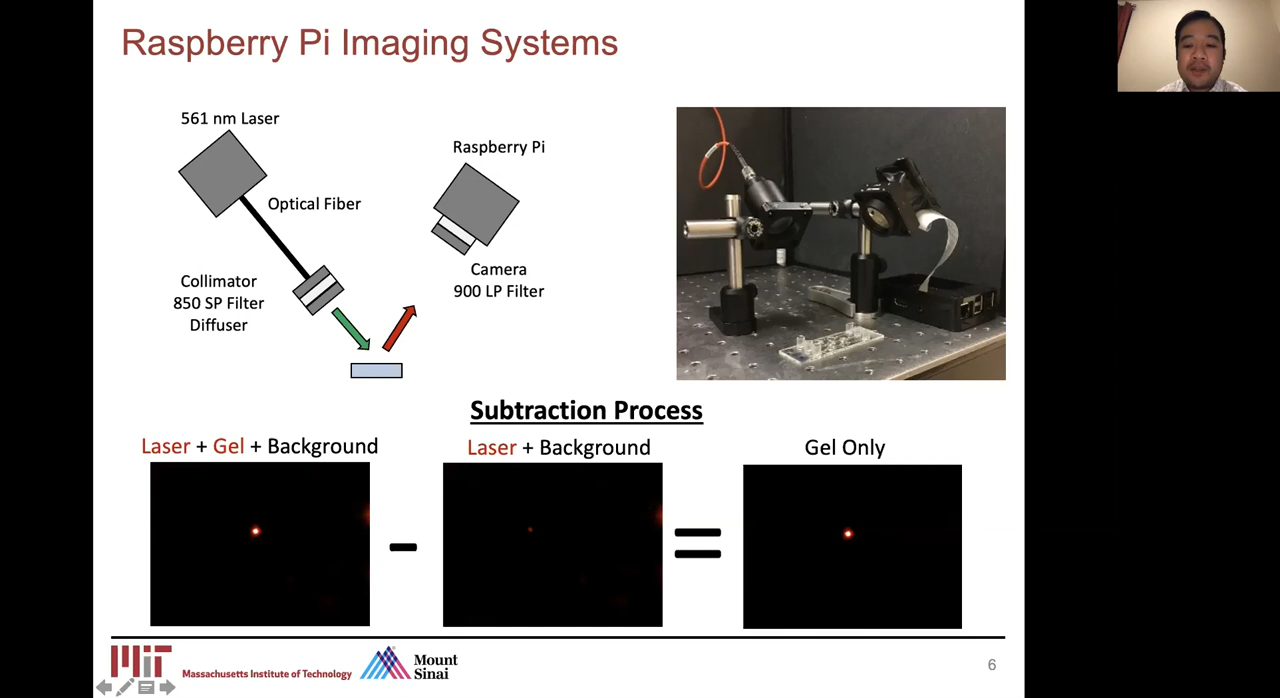 Raspberry Pi Imaging Systems
561 nm Laser
Optical Fiber
Raspberry Pi
Collimator
850 SP Filter
Diffuser
Camera
900 LP Filter
Subtraction Process
Laser + Gel + Background
Laser + Background
Gel Only
MIT
Massachusetts Institute of Technology
Mount
Sinai
6